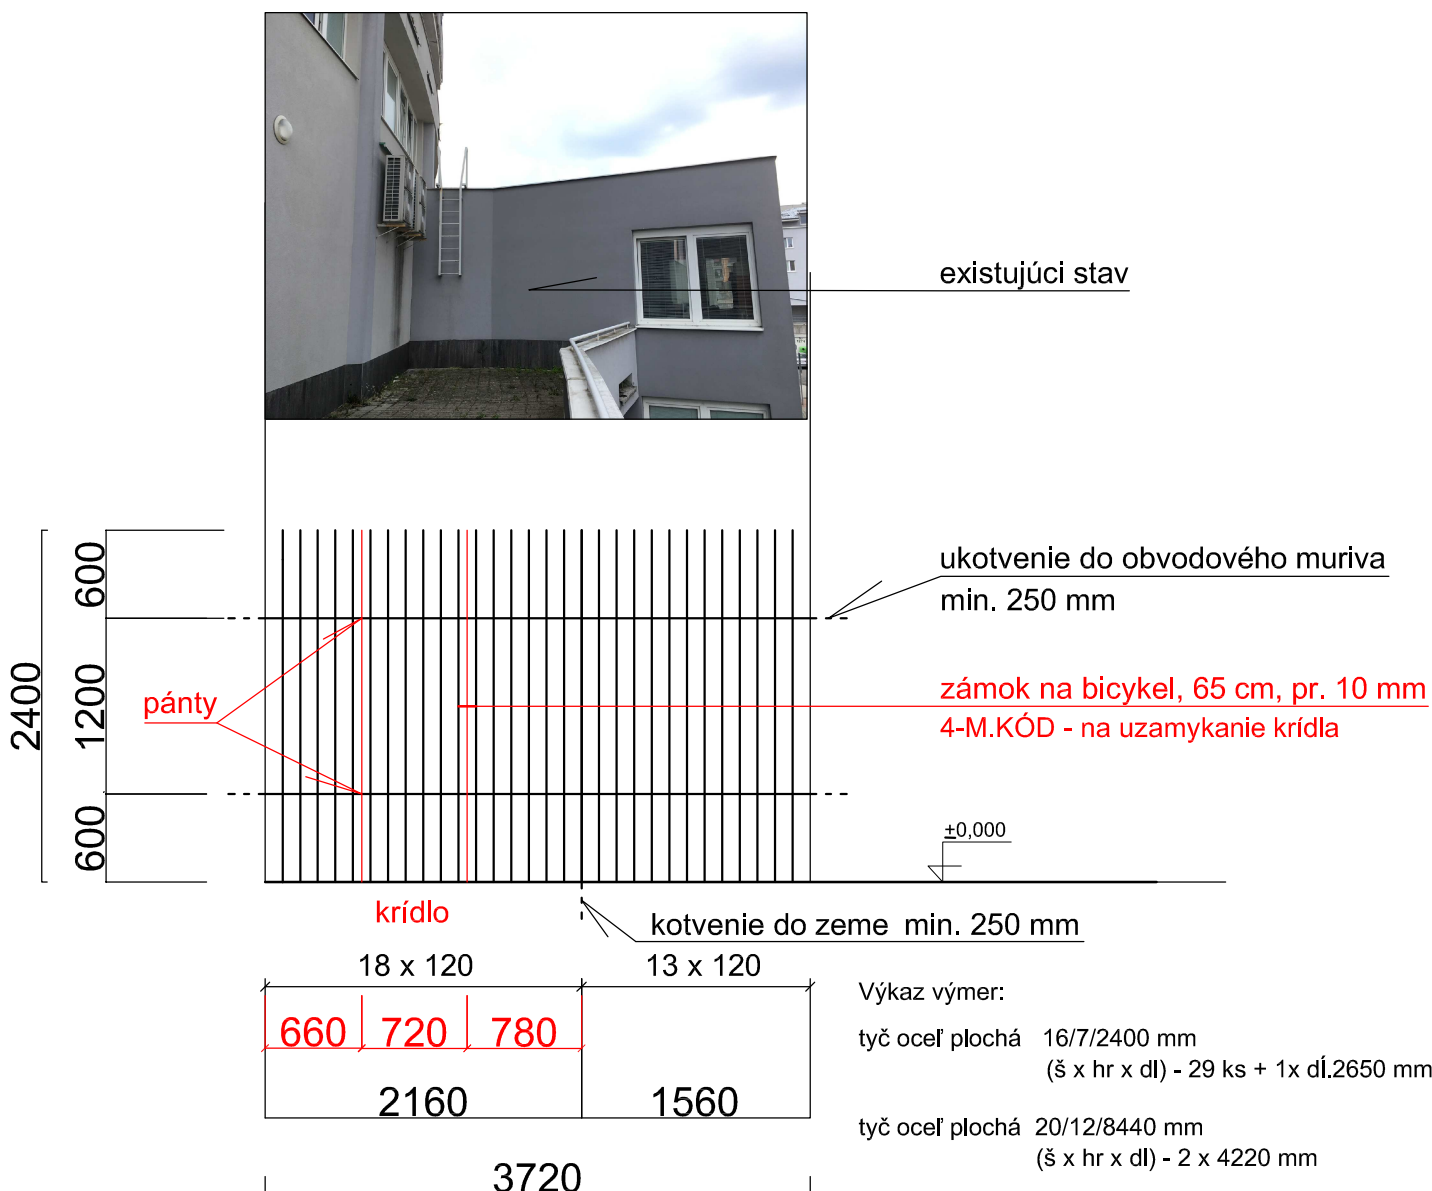 existujúci stav
600
1200
600
2400
ukotvenie do obvodového muriva
min. 250 mm
pánty
zámok na bicykel, 65 cm, pr. 10 mm
4-M.KÓD - na uzamykanie krídla
±0,000
krídlo
kotvenie do zeme  min. 250 mm
18 x 120
13 x 120
660
720
780
2160
1560
3720
Výkaz výmer:
tyč oceľ plochá 16/7/2400 mm
(š x hr x dl) - 29 ks + 1x dĺ.2650 mm
tyč oceľ plochá 20/12/8440 mm
(š x hr x dl) - 2 x 4220 mm